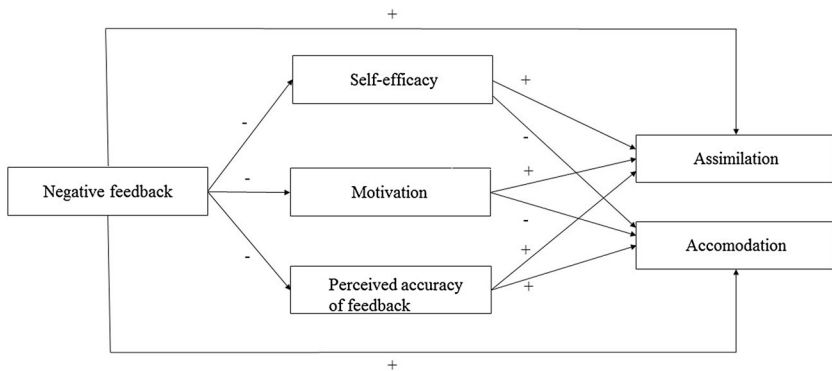 +
Self-efficacy
+
-
-
Assimilation
Negative feedback
-
Motivation
+
-
Accomodation
-
Perceived accuracy
of feedback
+
+
+